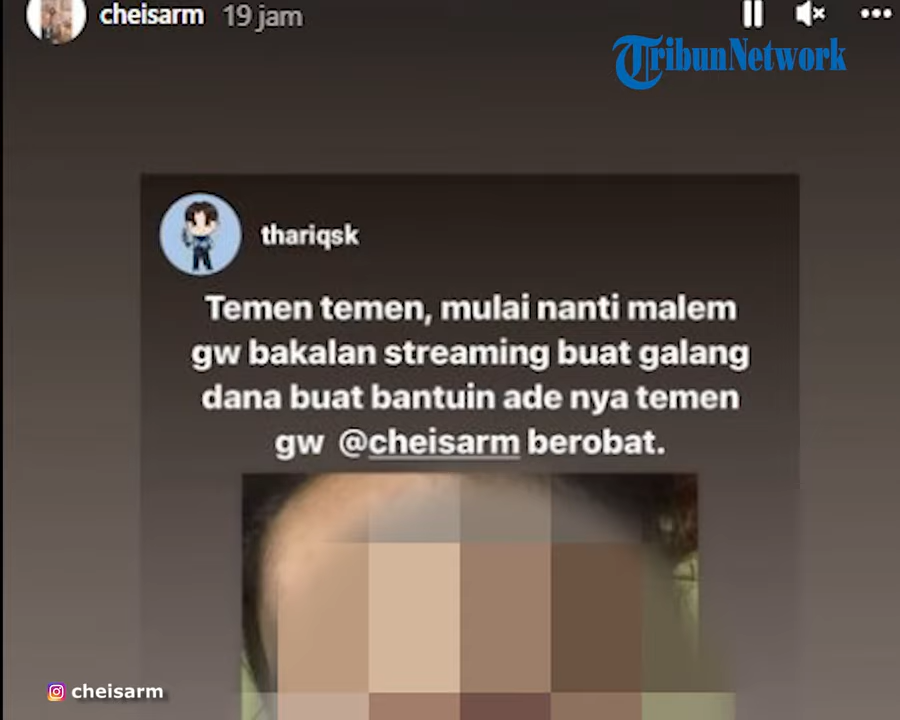 cheisarm 19 jam
TribunNetwork
thariqsk
Temen temen, mulai nanti malem
gw bakalan streaming buat galang
dana buat bantuin ade nya temen
gw @cheisarm berobat.
cheisarm